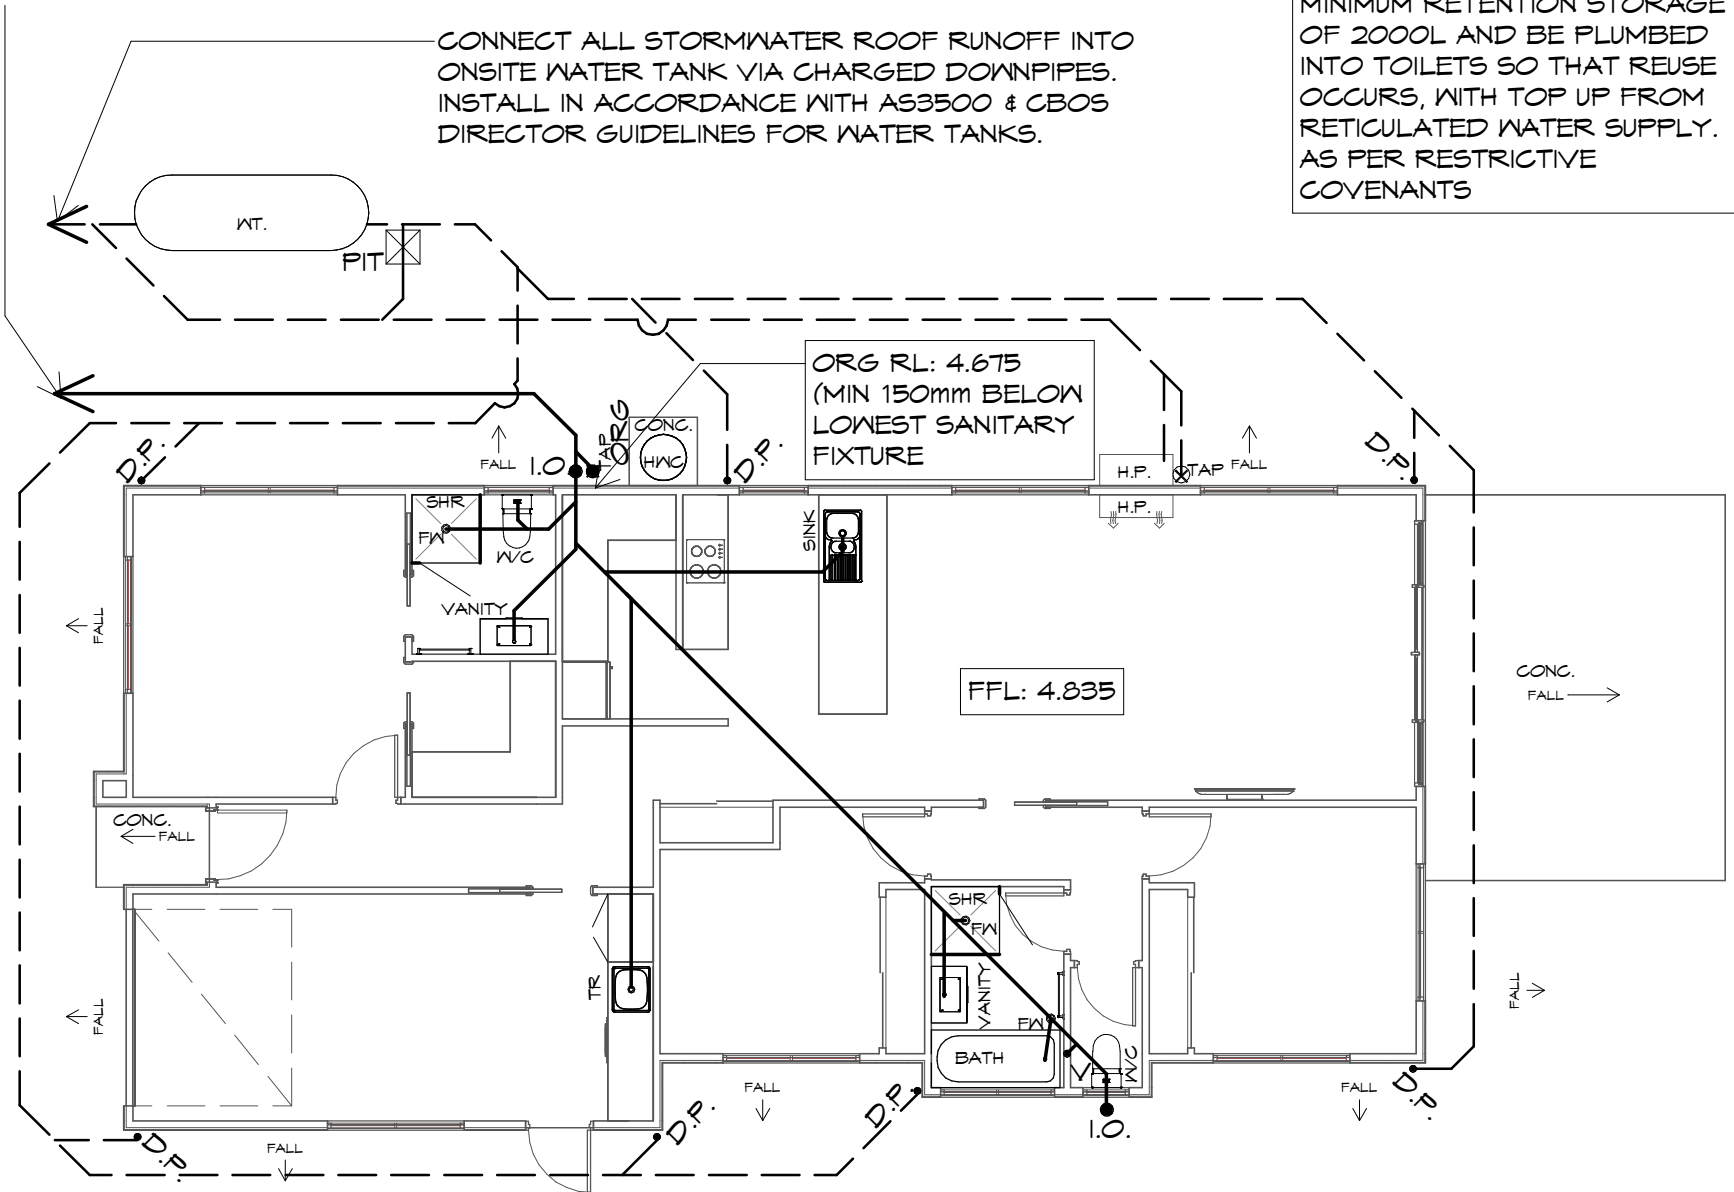 MINIMUM RETENTION STORAGE
OF 2000L AND BE PLUMBED
INTO TOILETS SO THAT REUSE
OCCURS, WITH TOP UP FROM
RETICULATED WATER SUPPLY.
AS PER RESTRICTIVE
COVENANTS
CONNECT ALL STORMWATER ROOF RUNOFF INTO
ONSITE WATER TANK VIA CHARGED DOWNPIPES.
INSTALL IN ACCORDANCE WITH AS3500 & CBOS
DIRECTOR GUIDELINES FOR WATER TANKS.
WT.
PIT
ORG RL: 4.675
(MIN 150mm BELOW
LOWEST SANITARY
FIXTURE
D.P.
FALL
I.O
TAP
ORG
CONC.
HWC
D.P.
H.P.
TAP
FALL
D.P.
SHR
FW
W/C
VANITY
SINK
H.P.
FALL
FFL: 4.835
CONC.
FALL
CONC.
FALL
SHR
FW
VANITY
FW
BATH
W/C
V
TR
FALL
FALL
D.P.
FALL
D.P.
FALL
D.P.
I.O.
FALL
D.P.